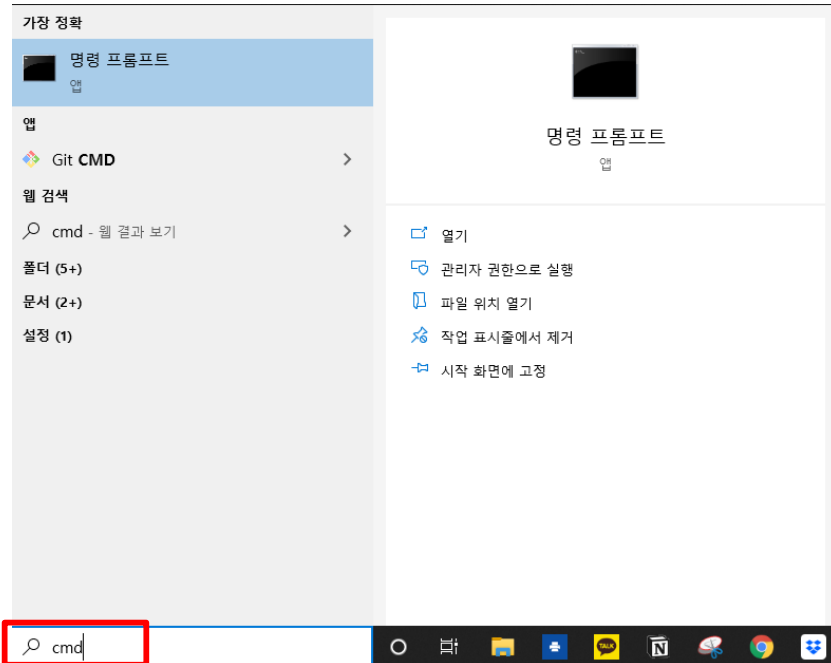 가장 정확
명령 프롬프트
앱
앱
Git CMD
웹 검색
cmd - 웹 결과 보기
폴더 (5+)
문서 (2+)
설정 (1)
cmd
명령 프롬프트
앱
열기
관리자 권한으로 실행
파일 위치 열기
작업 표시줄에서 제거
시작 화면에 고정
TALK